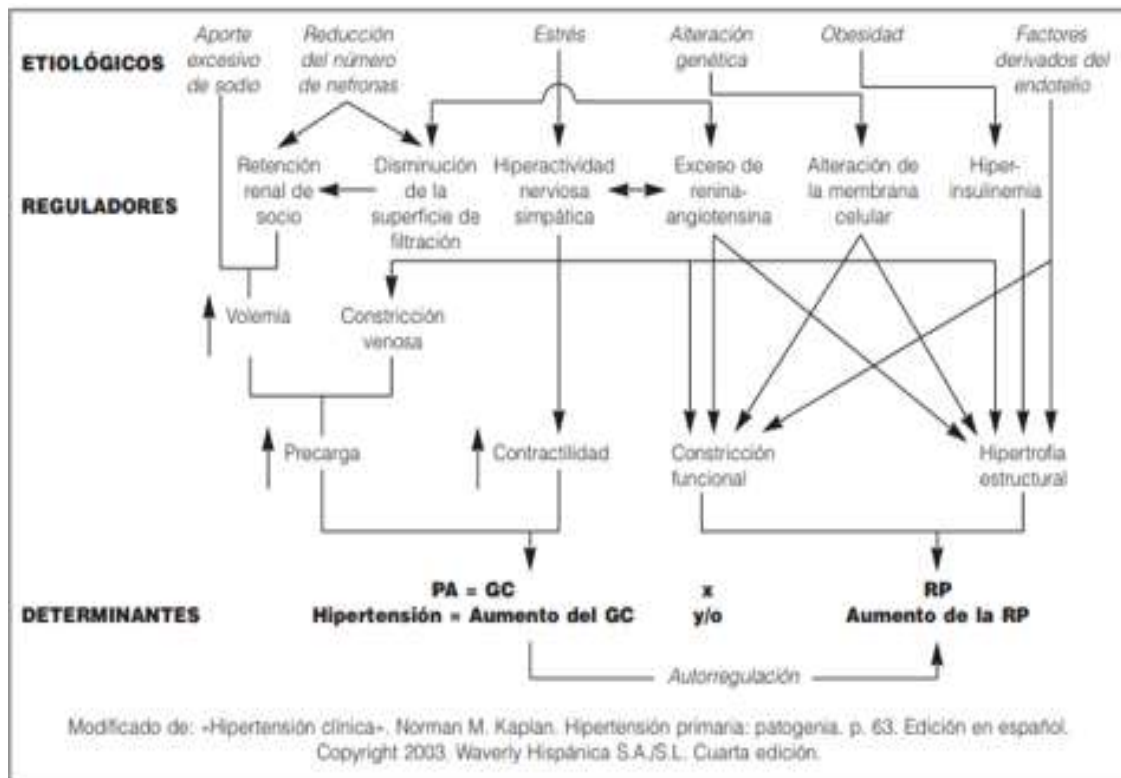 ETIOLÓGICOS
Aporte
excesivo
de sodio
Reducción
del número
de nefronas
Estrés
Alteración
genética
Obesidad
Factores
derivados del
endotelio
REGULADORES
Retención
renal de
socio
Disminución
de la
superficie de
filtración
Hiperactividad
nerviosa
simpática
Exceso de
renina-
angiotensina
Alteración de
la membrana
celular
Hiper-
insulinemia
Volemia
Constricción
venosa
Precarga
Contractilidad
Constricción
funcional
Hipertrofia
estructural
DETERMINANTES
PA = GC x RP
Hipertensión = Aumento del GC y/o Aumento de la RP
Autorregulación
Modificado de: «Hipertensión clínica». Norman M. Kaplan. Hipertensión primaria: patogenia. p. 63. Edición en español.
Copyright 2003, Waverly Hispánica S.A./S.L. Cuarta edición.